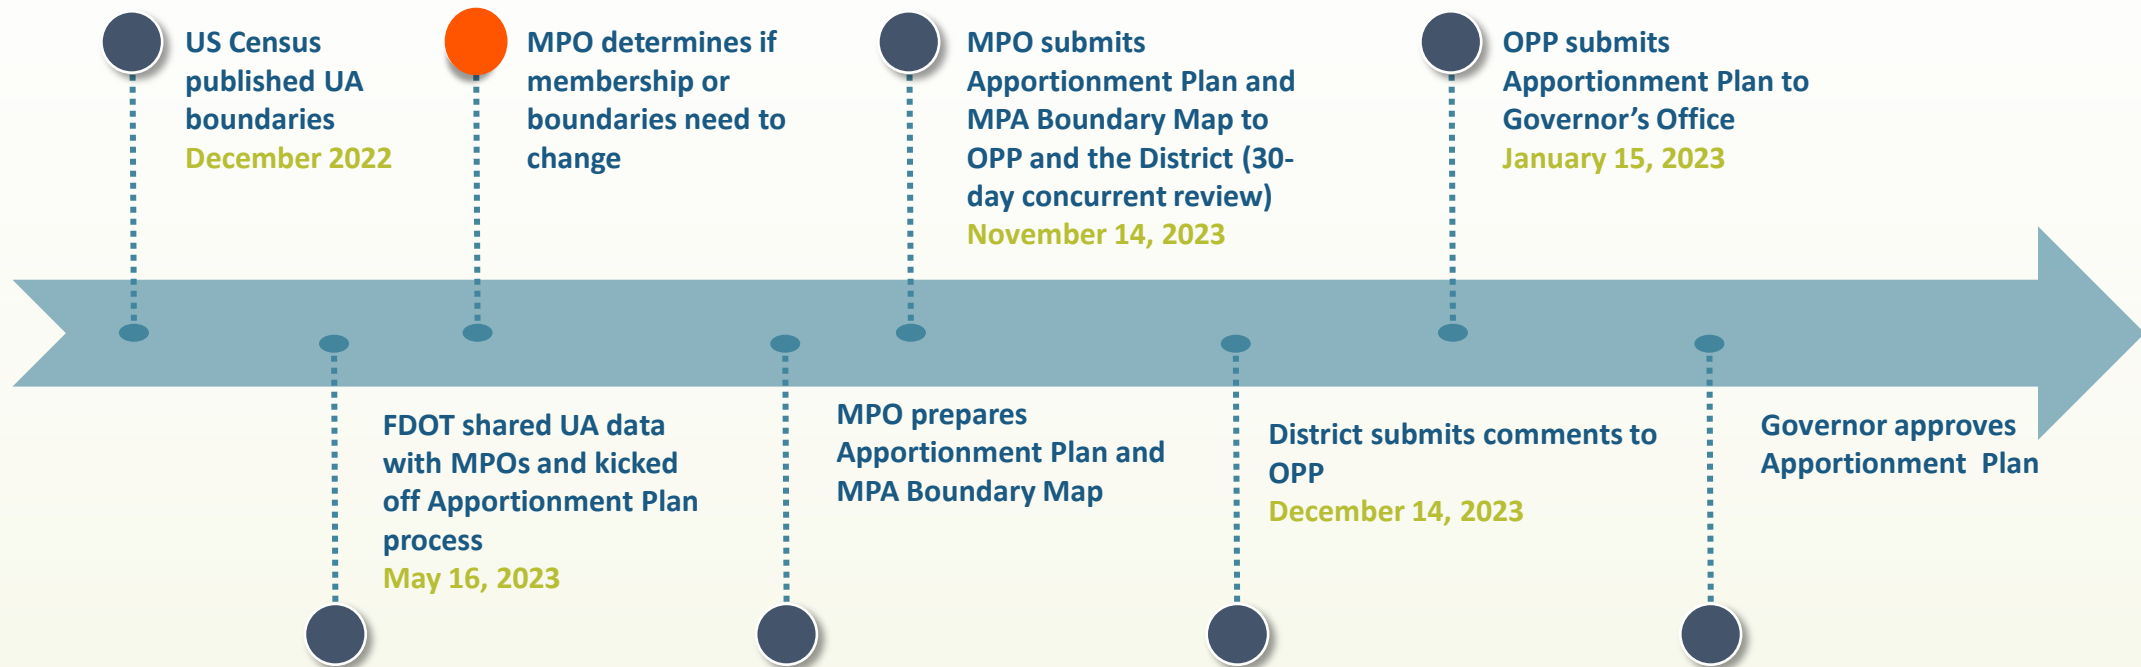 US Census
published UA
boundaries
December 2022
FDOT shared UA data
with MPOs and kicked
off Apportionment Plan
process
May 16, 2023
MPO determines if
membership or
boundaries need to
change
MPO prepares
Apportionment Plan and
MPA Boundary Map
MPO submits
Apportionment Plan and
MPA Boundary Map to
OPP and the District (30-
day concurrent review)
November 14, 2023
District submits comments to
OPP
December 14, 2023
OPP submits
Apportionment Plan to
Governor’s Office
January 15, 2023
Governor approves
Apportionment Plan